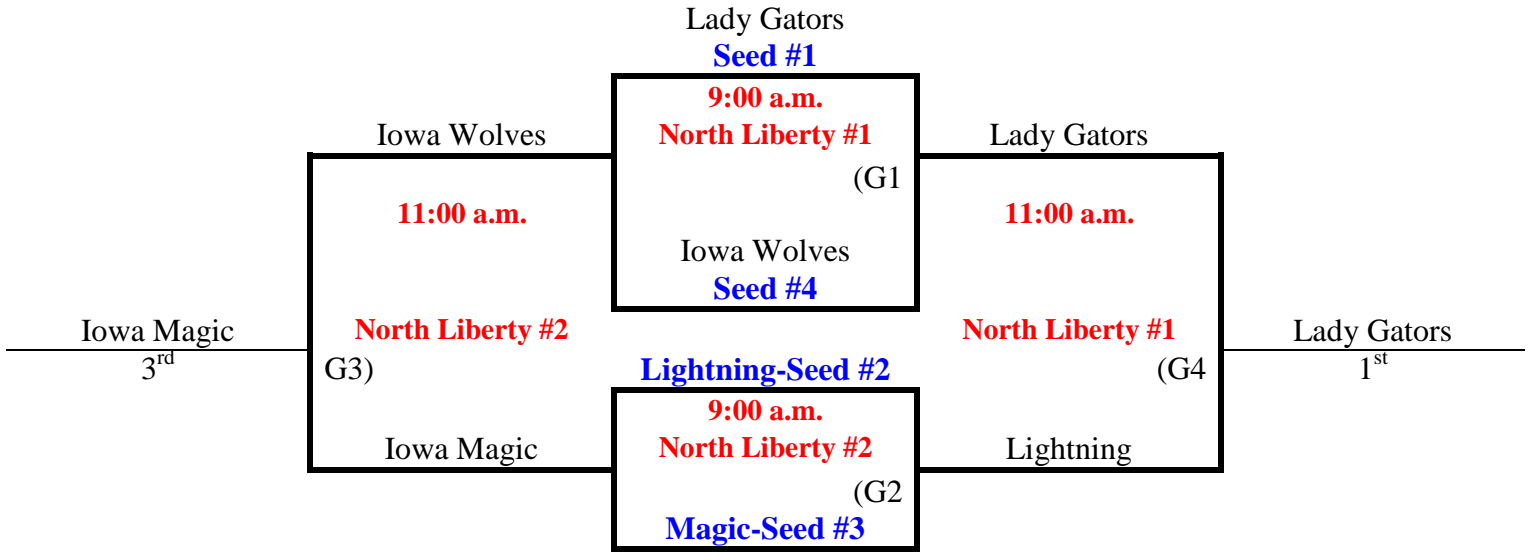 Lady Gators
Seed #1
9:00 a.m.
Iowa Wolves
North Liberty #1
Lady Gators
(G1
11:00 a.m.
11:00 a.m.
Iowa Wolves
Seed #4
Iowa Magic
North Liberty #2
North Liberty #1
Lady Gators
3rd
G3)
Lightning-Seed #2
(G4
1st
9:00 a.m.
Iowa Magic
North Liberty #2
Lightning
(G2
Magic-Seed #3